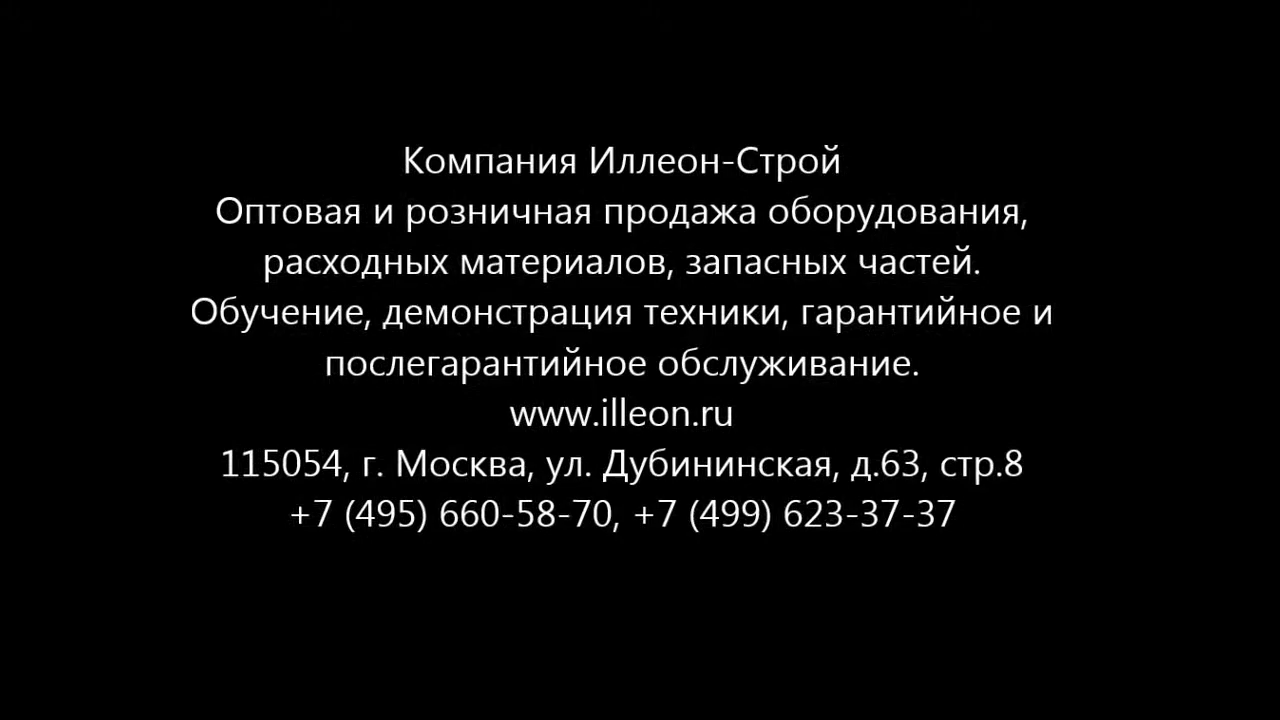 Компания Иллеон-Строй
Оптовая и розничная продажа оборудования,
расходных материалов, запасных частей.
Обучение, демонстрация техники, гарантийное и
послегарантийное обслуживание.
www.illeon.ru
115054, г. Москва, ул. Дубининская, д.63, стр.8
+7 (495) 660-58-70, +7 (499) 623-37-37